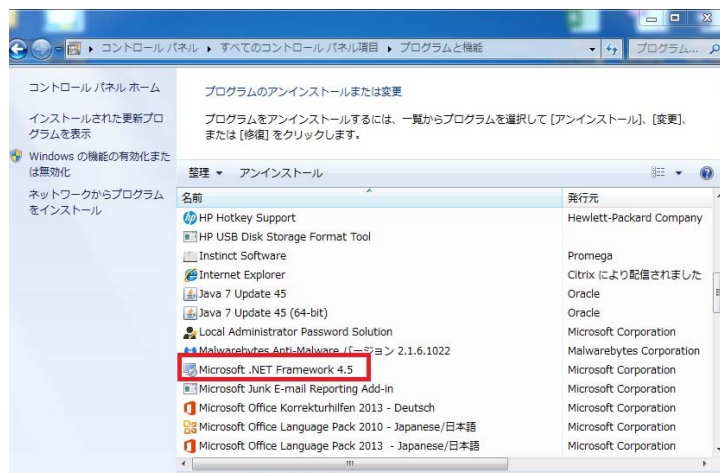 コントロール パネル ▸ すべてのコントロール パネル項目 ▸ プログラムと機能
プログラム...
コントロール パネル ホーム
インストールされた更新プロ
グラムを表示
Windows の機能の有効化また
は無効化
ネットワークからプログラム
をインストール
プログラムのアンインストールまたは変更
プログラムをアンインストールするには、一覧からプログラムを選択して [アンインストール]、[変更]、
または [修復] をクリックします。
整理 ▼ アンインストール
名前 発行元
HP Hotkey Support Hewlett-Packard Company
HP USB Disk Storage Format Tool
Instinct Software Promega
Internet Explorer Citrix により配信されました
Java 7 Update 45 Oracle
Java 7 Update 45 (64-bit) Oracle
Local Administrator Password Solution Microsoft Corporation
Malwarebytes Anti-Malware バージョン 2.1.6.1022 Malwarebytes Corporation
Microsoft .NET Framework 4.5 Microsoft Corporation
Microsoft Junk E-mail Reporting Add-in Microsoft Corporation
Microsoft Office Korrekturhilfen 2013 - Deutsch Microsoft Corporation
Microsoft Office Language Pack 2010 - Japanese/日本語 Microsoft Corporation
Microsoft Office Language Pack 2013 - Japanese/日本語 Microsoft Corporation